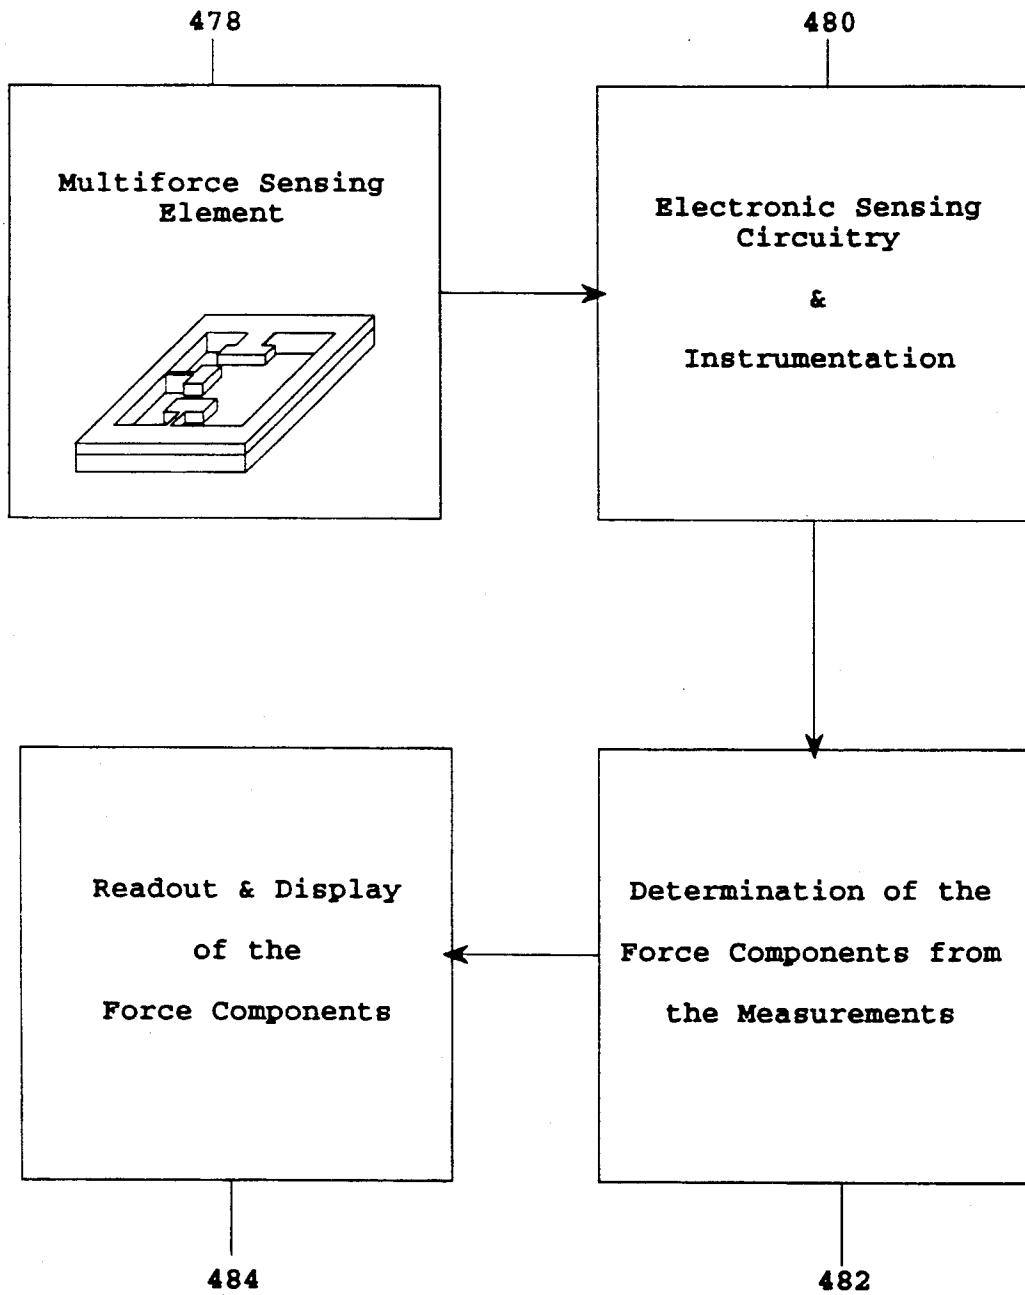 478
480
Multiforce Sensing
Element
Electronic Sensing
Circuitry
&
Instrumentation
Readout & Display
of the
Force Components
Determination of the
Force Components from
the Measurements
484
482